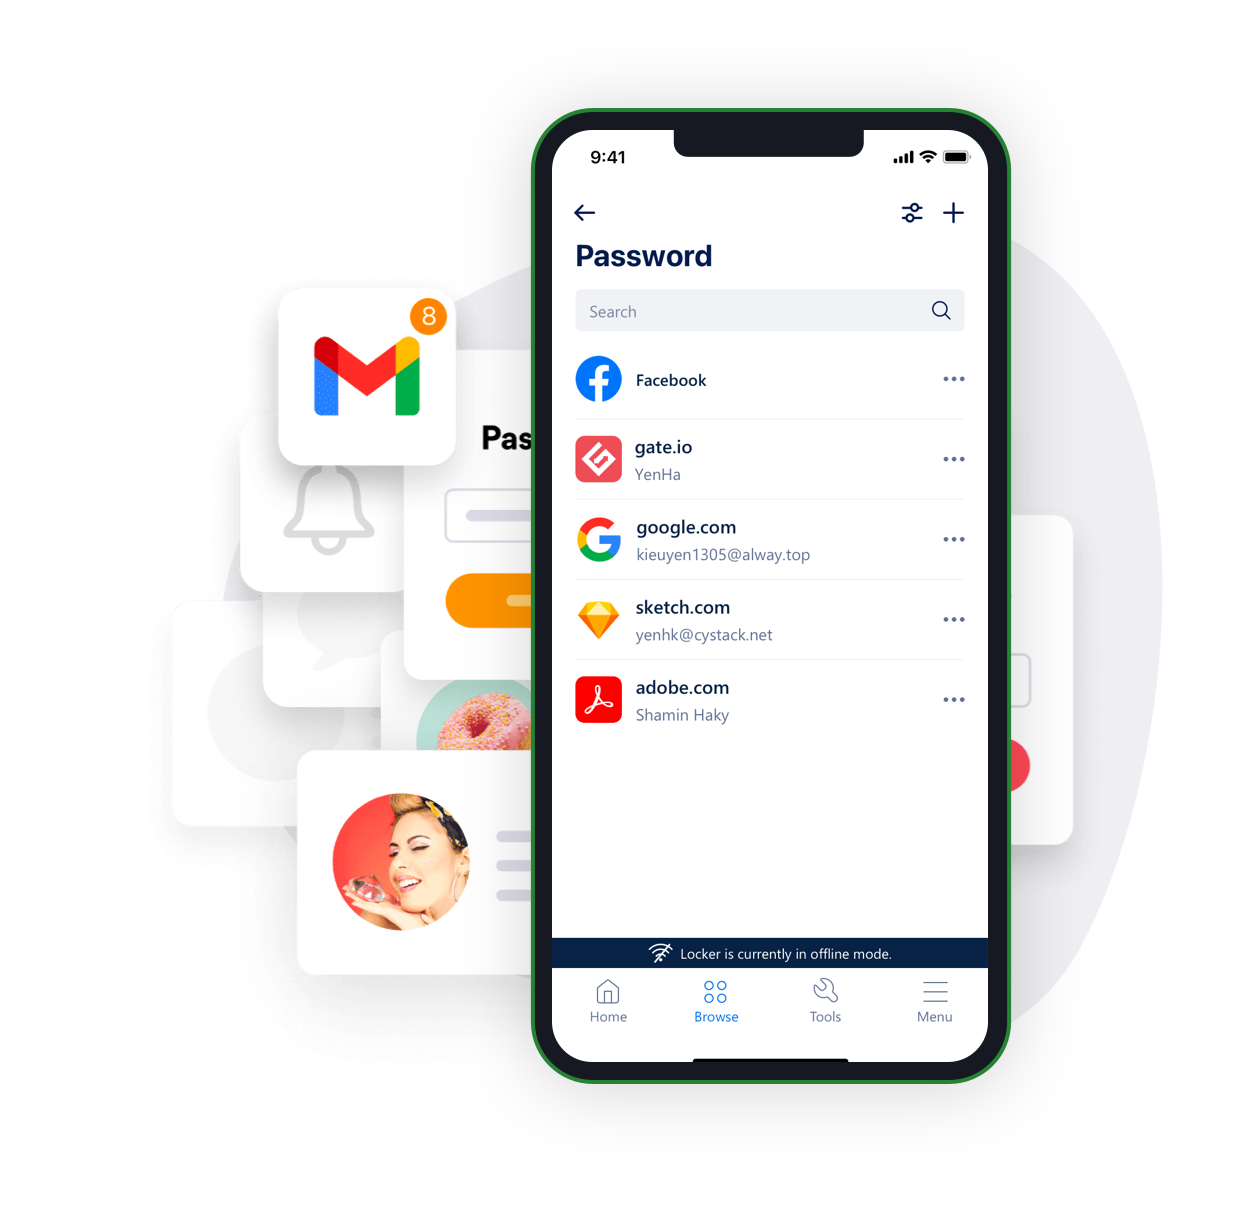 9:41
Password
Search
Facebook
gate.io
YenHa
google.com
kieuyen1305@alway.top
sketch.com
yenhk@cystack.net
adobe.com
Shamin Haky
Locker is currently in offline mode.
Home
Browse
Tools
Menu
8
Pas